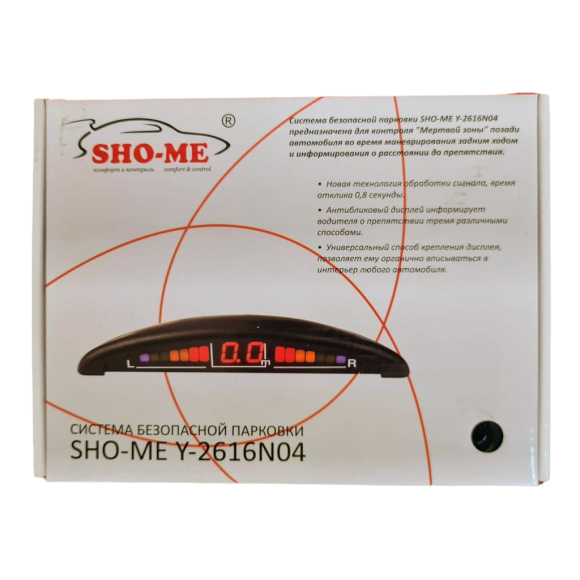 SHO-ME
®
комфорт и контроль comfort & control
Система безопасной парковки SHO-ME Y-2616N04
предназначена для контроля "Мертвой зоны" позади
автомобиля во время маневрирования задним ходом
и информирования о расстоянии до препятствия.
• Новая технология обработки сигнала, время
отклика 0,8 секунды.
• Антибликовый дисплей информирует
водителя о препятствии тремя различными
способами.
• Универсальный способ крепления дисплея,
позволяет ему органично вписываться в
интерьер любого автомобиля.
L 0.0 m R
СИСТЕМА БЕЗОПАСНОЙ ПАРКОВКИ
SHO-ME Y-2616N04